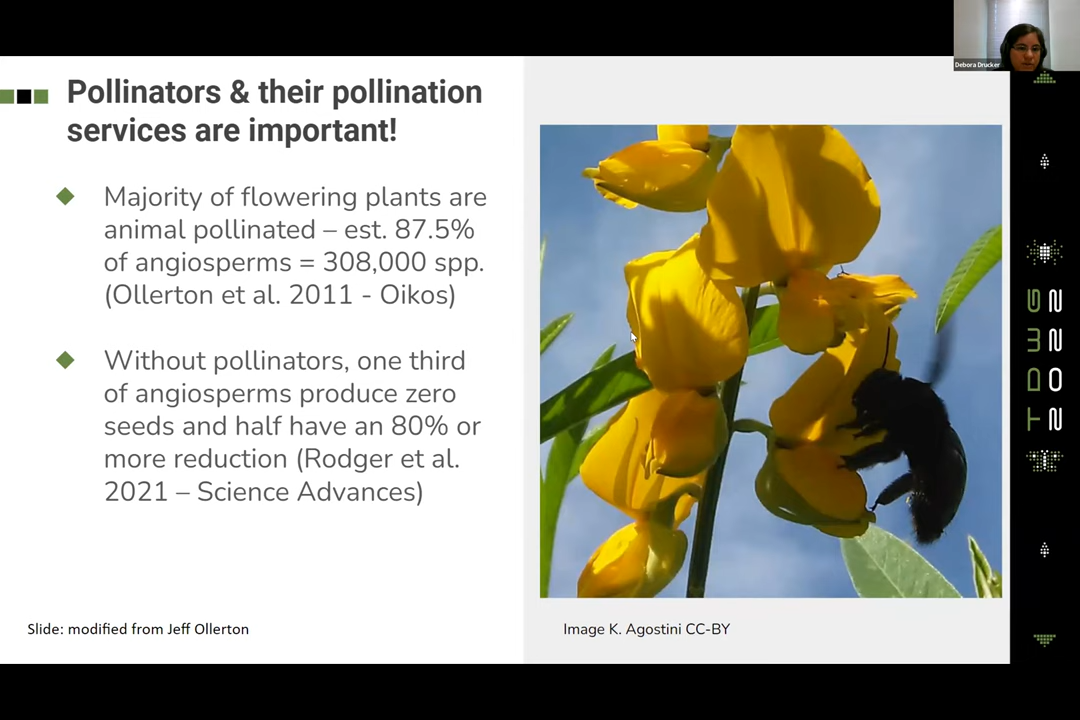 Debora Drucker
Pollinators & their pollination
services are important!
Majority of flowering plants are
animal pollinated – est. 87.5%
of angiosperms = 308,000 spp.
(Ollerton et al. 2011 - Oikos)
Without pollinators, one third
of angiosperms produce zero
seeds and half have an 80% or
more reduction (Rodger et al.
2021 – Science Advances)
Slide: modified from Jeff Ollerton
Image K. Agostini CC-BY
TDWG
2022